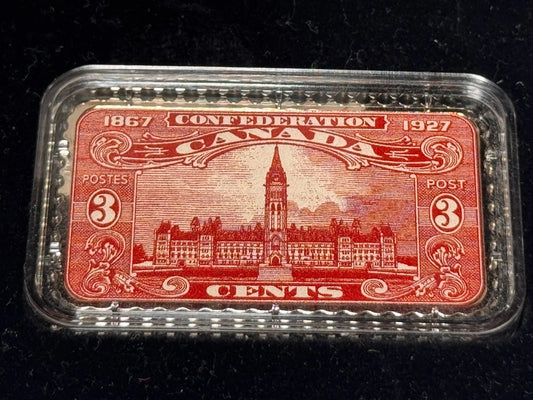 1867 CONFEDERATION 1927
CANADA
POSTES POST
3 3
CENTS